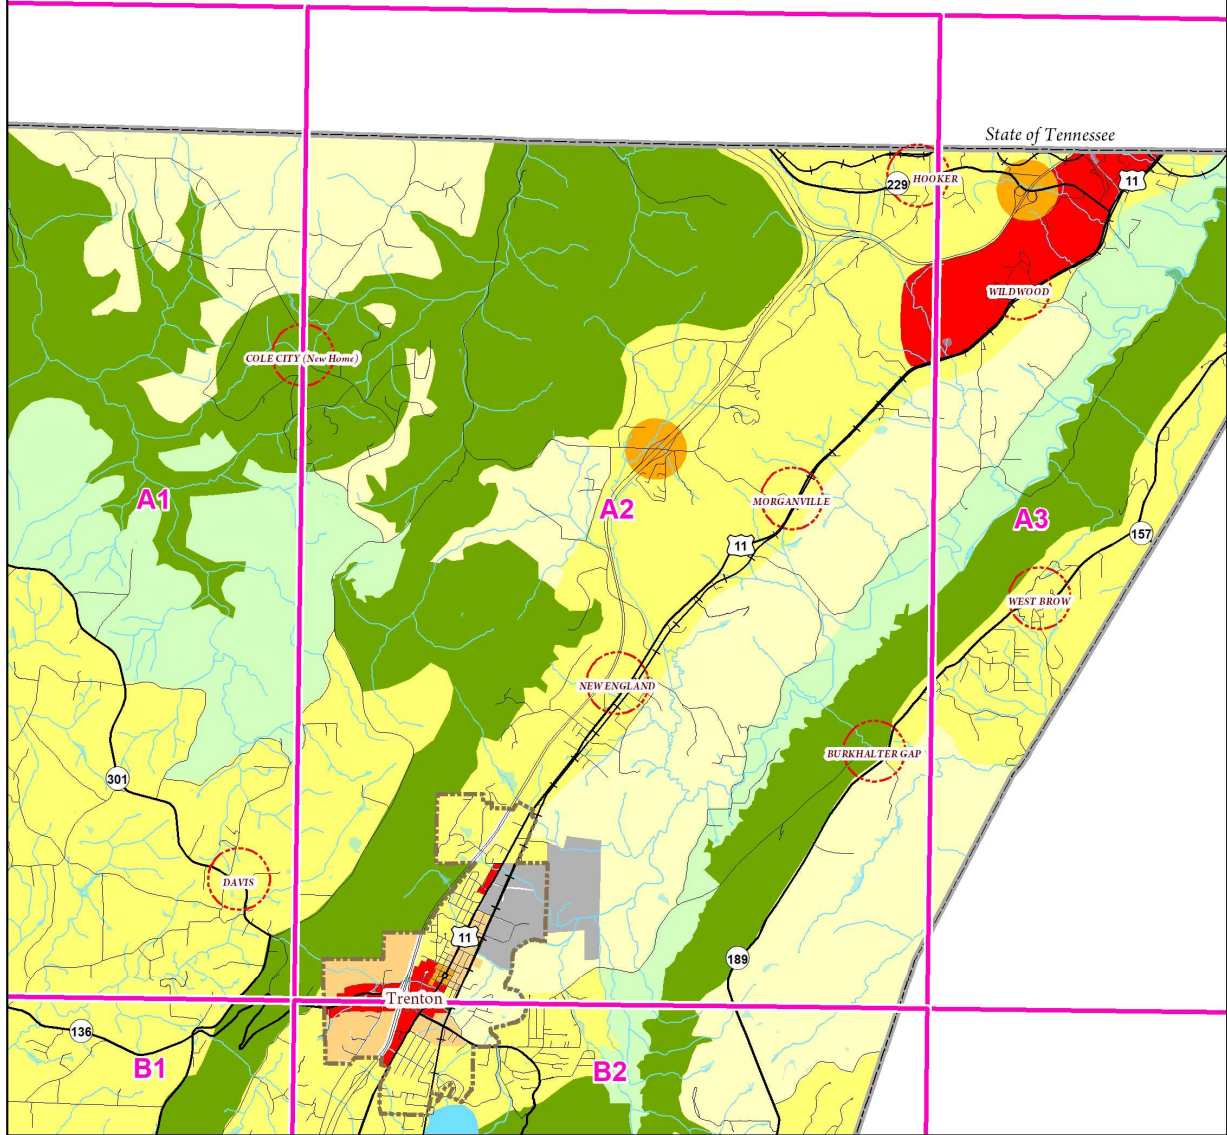 State of Tennessee
229
HOOKER
11
WILDWOOD
COLE CITY (New Home)
A1
A2
MORGANVILLE
A3
11
157
WEST BROW
NEW ENGLAND
BURKHALTER GAP
301
DAVIS
11
189
Trenton
136
B1
B2